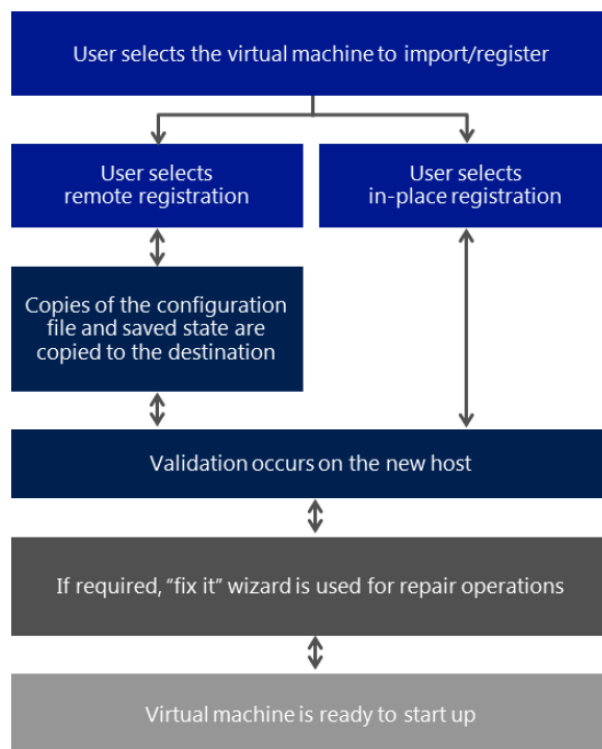 User selects the virtual machine to import/register
User selects
remote registration
User selects
in-place registration
Copies of the configuration
file and saved state are
copied to the destination
Validation occurs on the new host
If required, “fix it” wizard is used for repair operations
Virtual machine is ready to start up